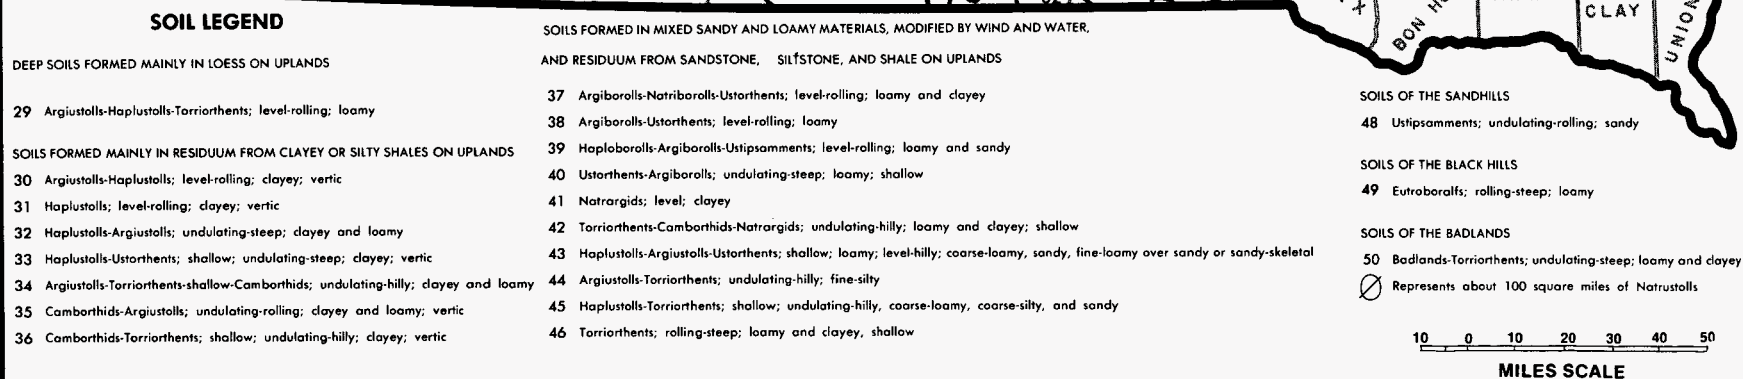 SOIL LEGEND
DEEP SOILS FORMED MAINLY IN LOESS ON UPLANDS
29 Argiustolls-Haplustolls-Torriorthents; level-rolling; loamy
SOILS FORMED MAINLY IN RESIDUUM FROM CLAYEY OR SILTY SHALES ON UPLANDS
30 Argiustolls-Haplustolls; level-rolling; clayey; vertic
31 Haplustolls; level-rolling; clayey; vertic
32 Haplustolls-Argiustolls; undulating-steep; clayey and loamy
33 Haplustolls-Ustorthents; shallow; undulating-steep; clayey; vertic
34 Argiustolls-Torriorthents-shallow-Camborthids; undulating-hilly; clayey and loamy
35 Camborthids-Argiustolls; undulating-rolling; clayey and loamy; vertic
36 Camborthids-Torriorthents; shallow; undulating-hilly; clayey; vertic
SOILS FORMED IN MIXED SANDY AND LOAMY MATERIALS, MODIFIED BY WIND AND WATER,
AND RESIDUUM FROM SANDSTONE, SILTSTONE, AND SHALE ON UPLANDS
37 Argiborolls-Natriborolls-Ustorthents; level-rolling; loamy and clayey
38 Argiborolls-Ustorthents; level-rolling; loamy
39 Haploborolls-Argiborolls-Ustipsamments; level-rolling; loamy and sandy
40 Ustorthents-Argiborolls; undulating-steep; loamy; shallow
41 Natrargids; level; clayey
42 Torriorthents-Camborthids-Natrargids; undulating-hilly; loamy and clayey; shallow
43 Haplustolls-Argiustolls-Ustorthents; shallow; loamy; level-hilly; coarse-loamy, sandy, fine-loamy over sandy or sandy-skeletal
44 Argiustolls-Torriorthents; undulating-hilly; fine-silty
45 Haplustolls-Torriorthents; shallow; undulating-hilly, coarse-loamy, coarse-silty, and sandy
46 Torriorthents; rolling-steep; loamy and clayey, shallow
BON
CLAY
UNION
SOILS OF THE SANDHILLS
48 Ustipsamments; undulating-rolling; sandy
SOILS OF THE BLACK HILLS
49 Eutroboralfs; rolling-steep; loamy
SOILS OF THE BADLANDS
50 Badlands-Torriorthents; undulating-steep; loamy and clayey
Represents about 100 square miles of Natrustolls
10 0 10 20 30 40 50
MILES SCALE